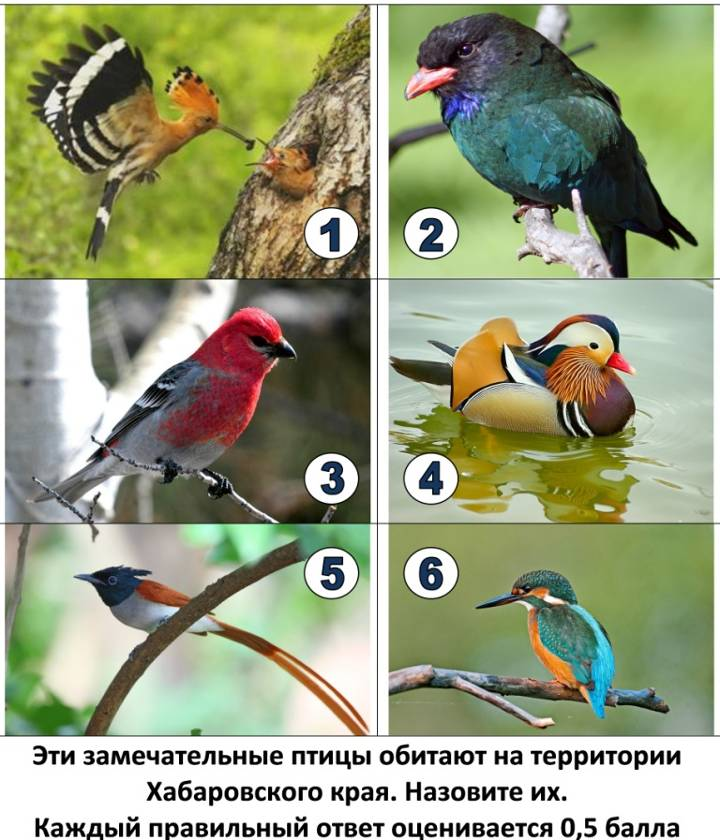 1
2
3
4
5
6
Эти замечательные птицы обитают на территории
Хабаровского края. Назовите их.
Каждый правильный ответ оценивается 0,5 балла